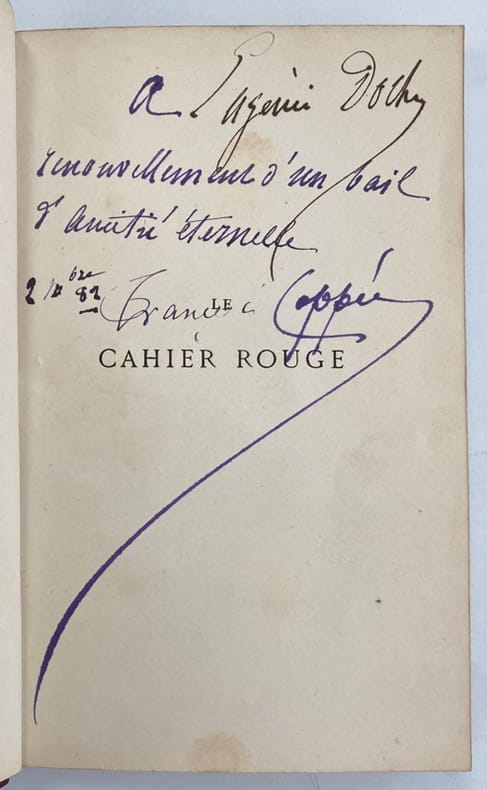 a Eugénie Doche
renouvellement d'un bail
d'amitié éternelle
2 Xbre 82
François Coppée
LE
CAHIER ROUGE